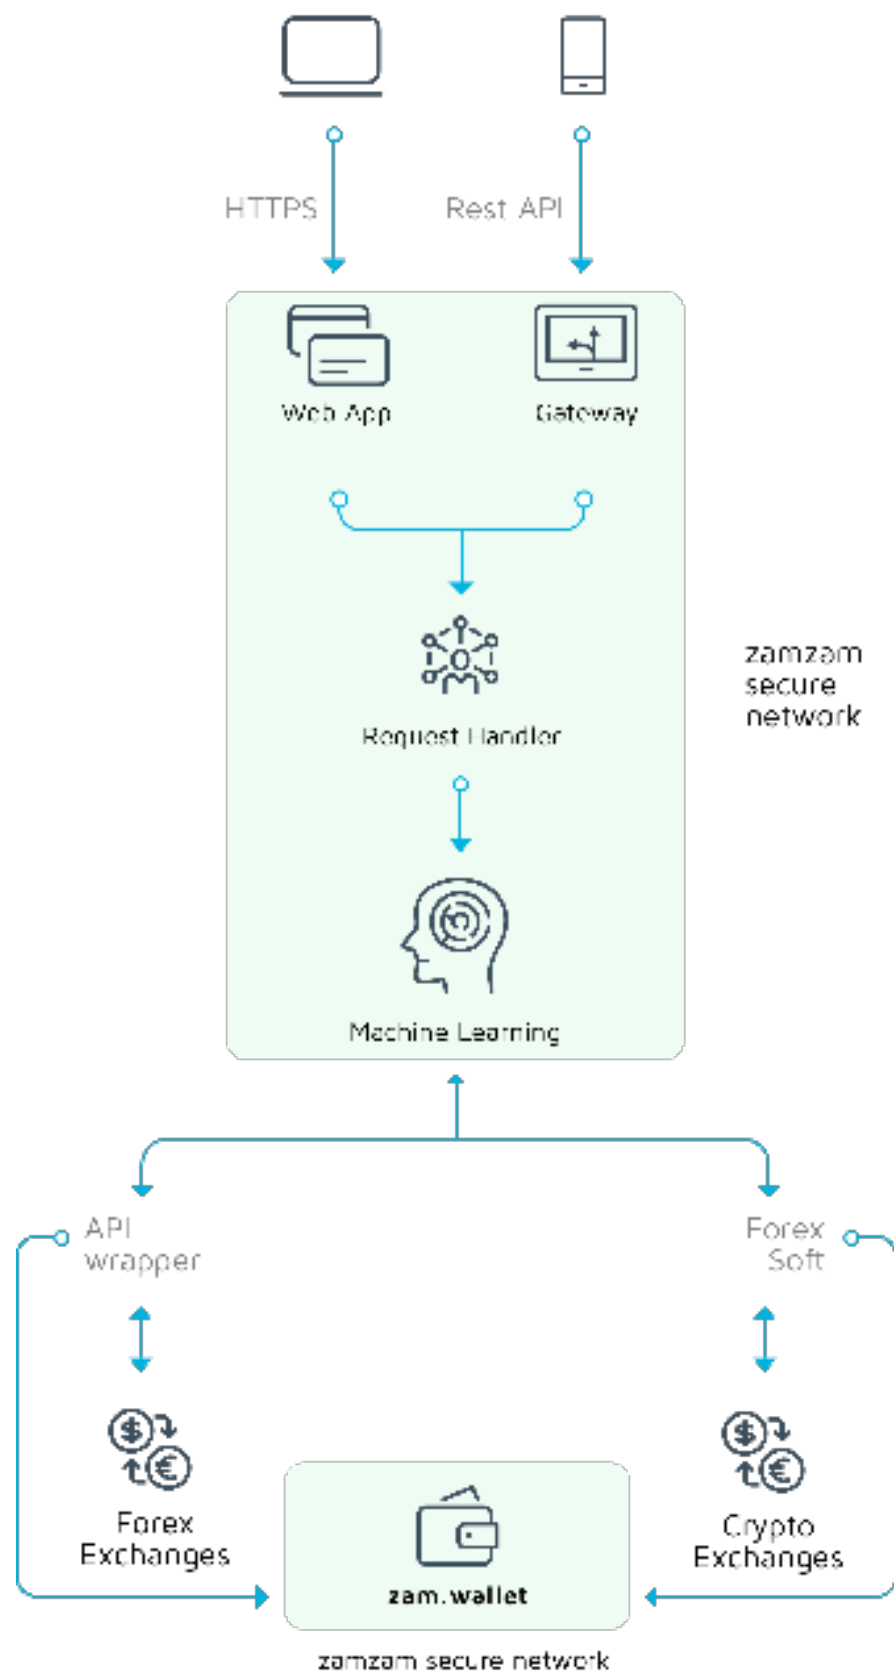 HTTPS
Rest API
Web App
Gateway
Request Handler
zamzam
secure
network
Machine Learning
API
wrapper
Forex
Soft
Forex
Exchanges
Crypto
Exchanges
zam.wallet
zamzam secure network